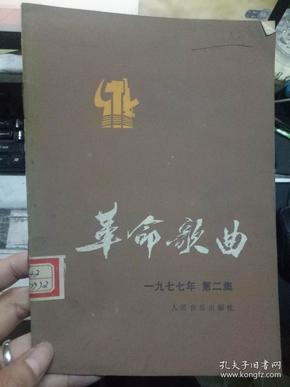 革命歌曲
一九七七年 第二集
人民音乐出版社
孔夫子旧书网